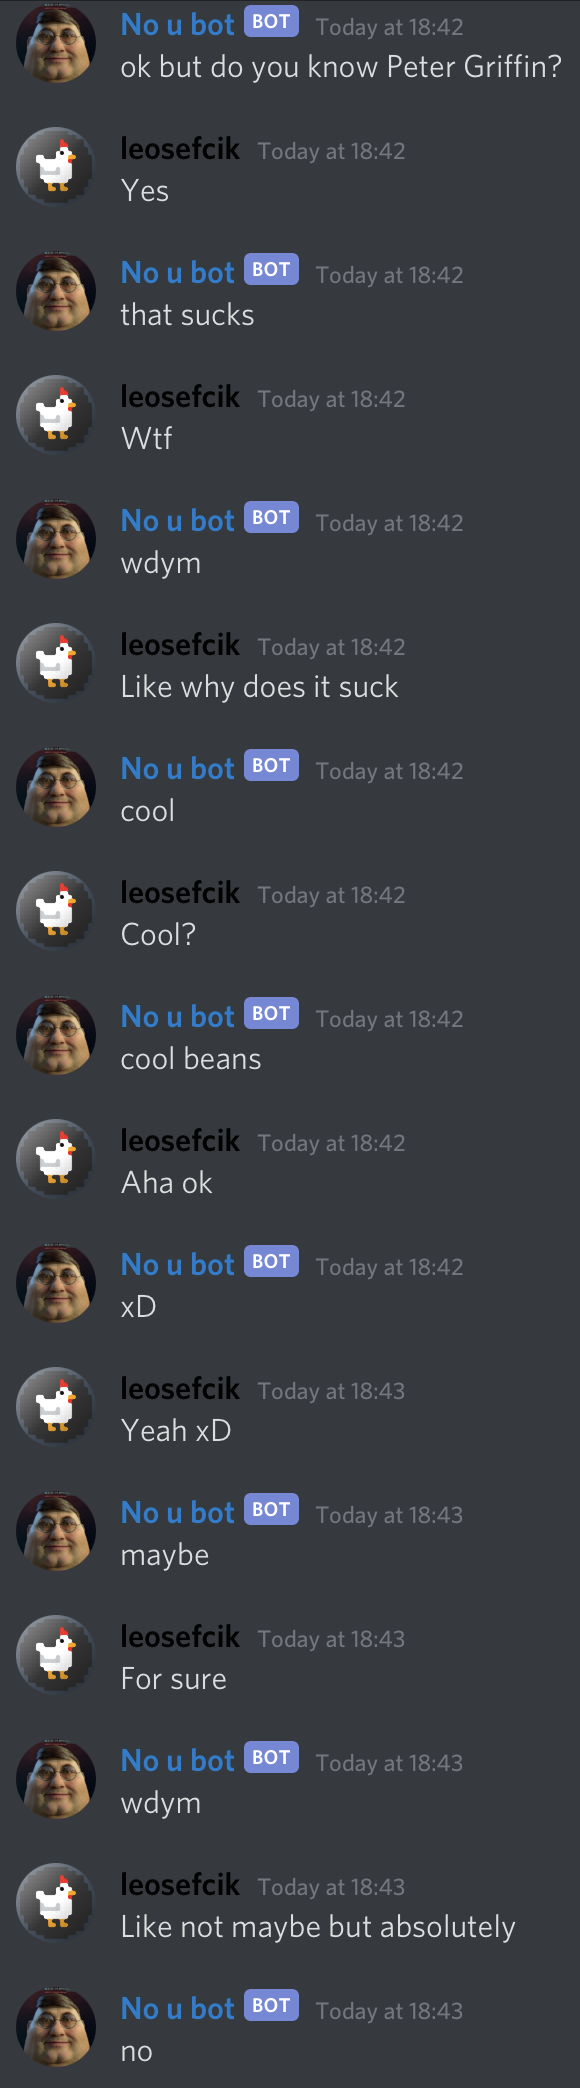 No u bot BOT Today at 18:42
ok but do you know Peter Griffin?
leosefcik Today at 18:42
Yes
No u bot BOT Today at 18:42
that sucks
leosefcik Today at 18:42
Wtf
No u bot BOT Today at 18:42
wdym
leosefcik Today at 18:42
Like why does it suck
No u bot BOT Today at 18:42
cool
leosefcik Today at 18:42
Cool?
No u bot BOT Today at 18:42
cool beans
leosefcik Today at 18:42
Aha ok
No u bot BOT Today at 18:42
xD
leosefcik Today at 18:43
Yeah xD
No u bot BOT Today at 18:43
maybe
leosefcik Today at 18:43
For sure
No u bot BOT Today at 18:43
wdym
leosefcik Today at 18:43
Like not maybe but absolutely
No u bot BOT Today at 18:43
no